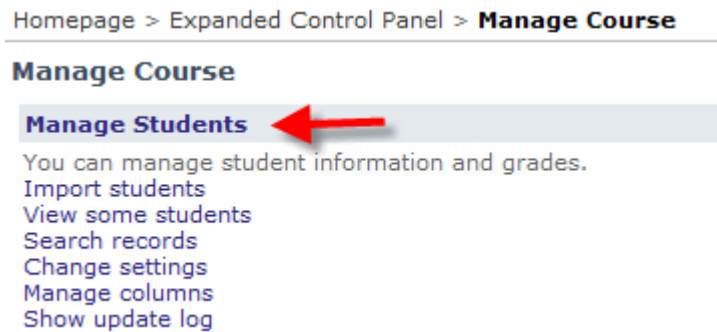 Homepage > Expanded Control Panel > Manage Course
Manage Course
Manage Students
You can manage student information and grades.
Import students
View some students
Search records
Change settings
Manage columns
Show update log